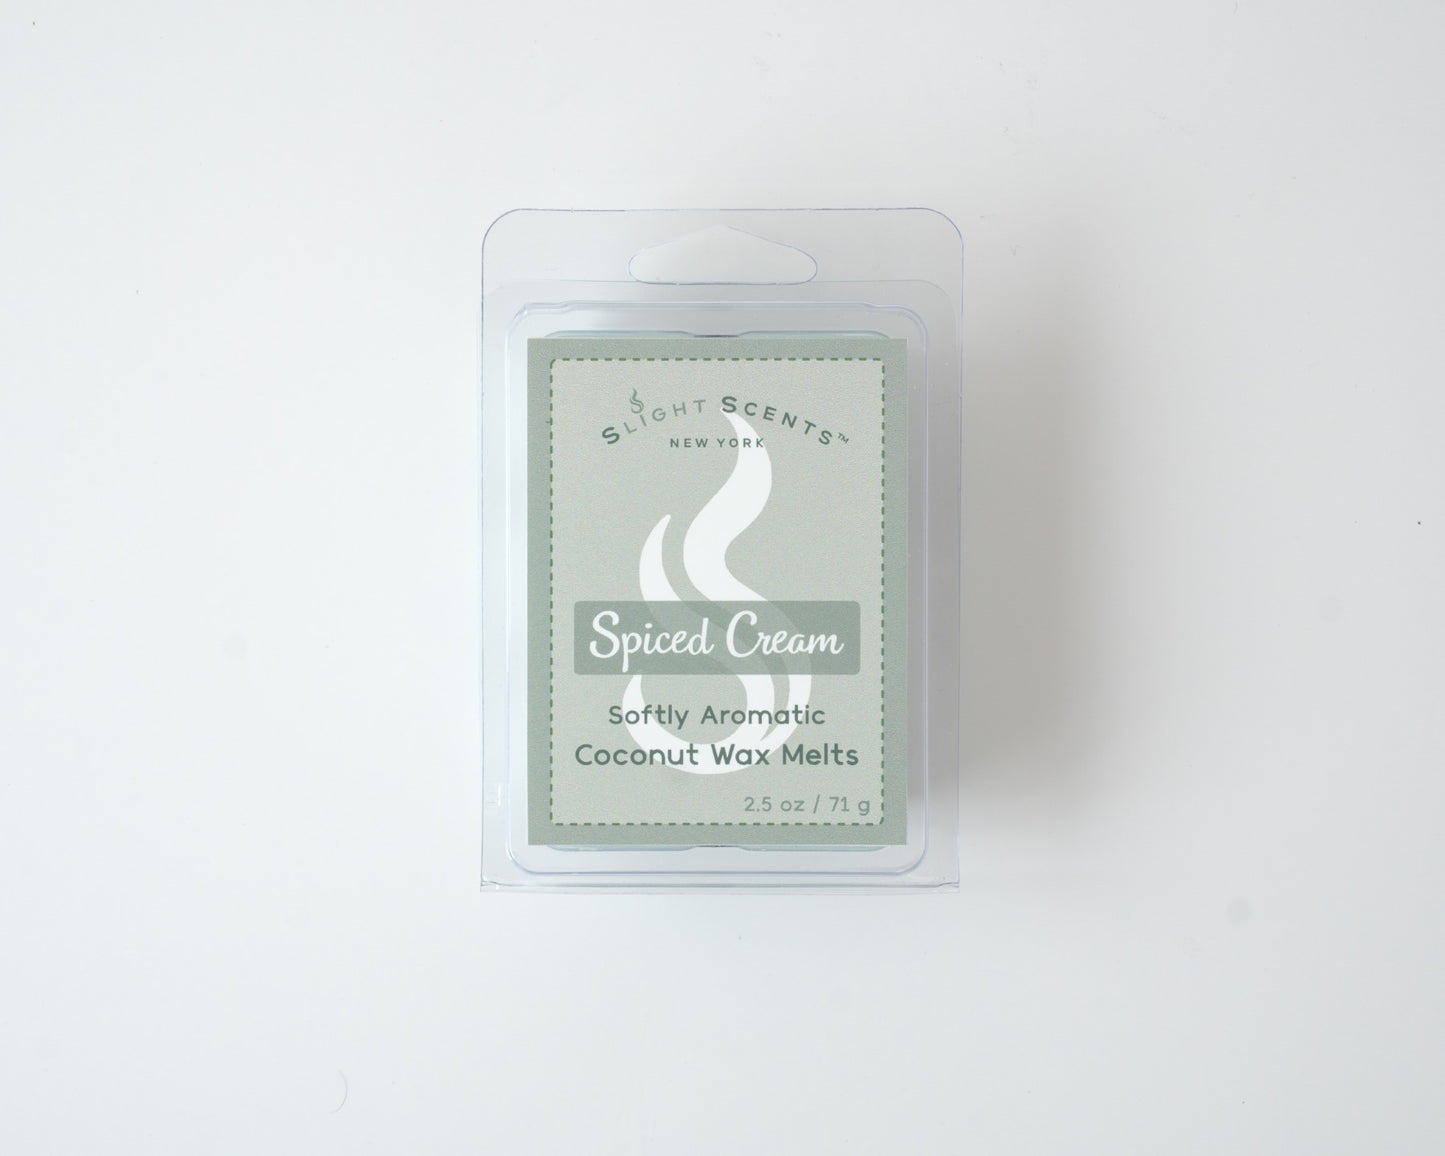 SLIGHT SCENTS™
NEW YORK
Spiced Cream
Softly Aromatic
Coconut Wax Melts
2.5 oz / 71 g